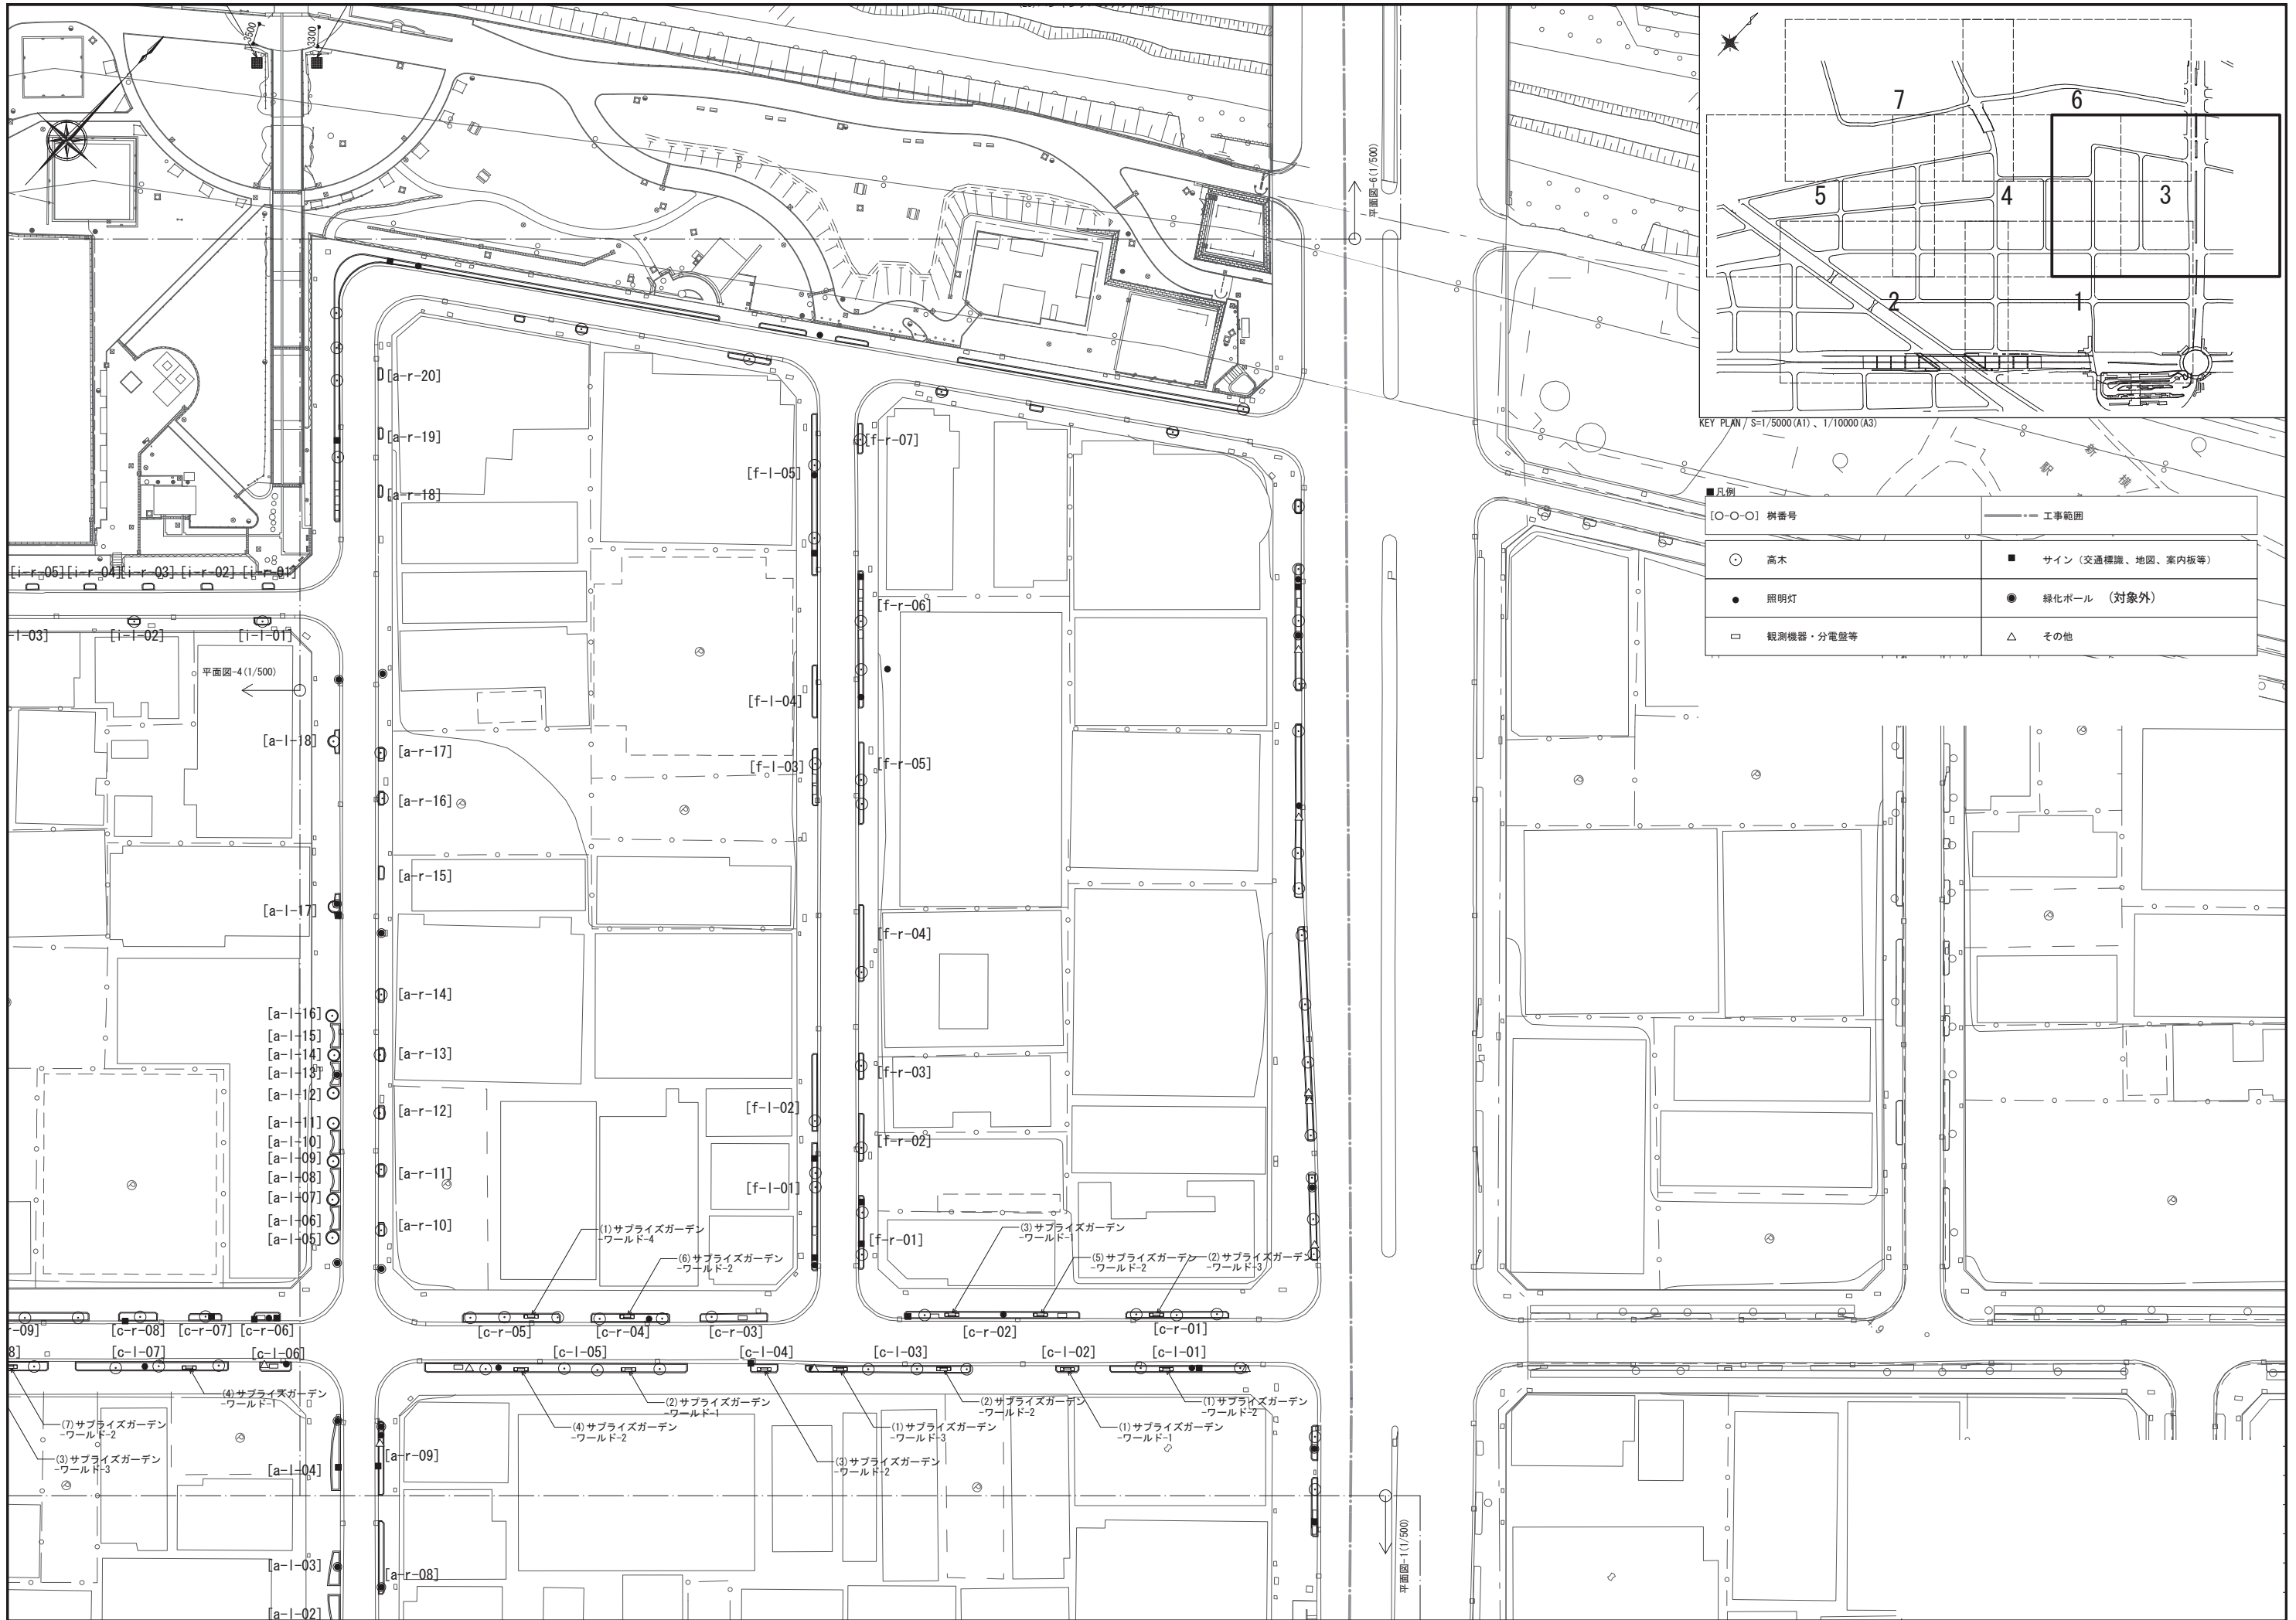 3500
3300
平面図-6(1/500)
7
6
5
4
3
2
1
KEY PLAN / S=1/5000(A1)、1/10000(A3)
新横
駅
■凡例
[○-○-○] 桝番号
工事範囲
高木
サイン（交通標識、地図、案内板等）
照明灯
緑化ポール （対象外）
観測機器・分電盤等
その他
[a-r-20]
[a-r-19]
[a-r-18]
[f-l-05]
[f-r-07]
[i-r-05][i-r-04][i-r-03] [i-r-02] [i-r-01]
[f-r-06]
-l-03]
[i-l-02]
[i-l-01]
平面図-4(1/500)
[f-l-04]
[a-l-18]
[a-r-17]
[f-l-03]
[f-r-05]
[a-r-16]
[a-r-15]
[a-l-17]
[f-r-04]
[a-r-14]
[a-l-16]
[a-l-15]
[a-l-14]
[a-r-13]
[a-l-13]
[f-r-03]
[a-l-12]
[a-r-12]
[f-l-02]
[a-l-11]
[a-l-10]
[f-r-02]
[a-l-09]
[a-r-11]
[a-l-08]
[f-l-01]
[a-l-07]
[a-l-06]
[a-r-10]
[a-l-05]
[f-r-01]
(1)サプライズガーデン
-ワールド-4
(3)サプライズガーデン
-ワールド-1
(6)サプライズガーデン
-ワールド-2
(5)サプライズガーデン
-ワールド-2
(2)サプライズガーデン
-ワールド-3
r-09]
[c-r-08]
[c-r-07]
[c-r-06]
[c-r-05]
[c-r-04]
[c-r-03]
[c-r-02]
[c-r-01]
8]
[c-l-07]
[c-l-06]
[c-l-05]
[c-l-04]
[c-l-03]
[c-l-02]
[c-l-01]
(4)サプライズガーデン
-ワールド-1
(2)サプライズガーデン
-ワールド-1
(2)サプライズガーデン
-ワールド-2
(1)サプライズガーデン
-ワールド-2
(7)サプライズガーデン
-ワールド-2
(4)サプライズガーデン
-ワールド-2
(1)サプライズガーデン
-ワールド-3
(1)サプライズガーデン
-ワールド-1
(3)サプライズガーデン
-ワールド-3
(3)サプライズガーデン
-ワールド-2
[a-r-09]
[a-l-04]
平面図-1(1/500)
[a-l-03]
[a-r-08]
[a-l-02]